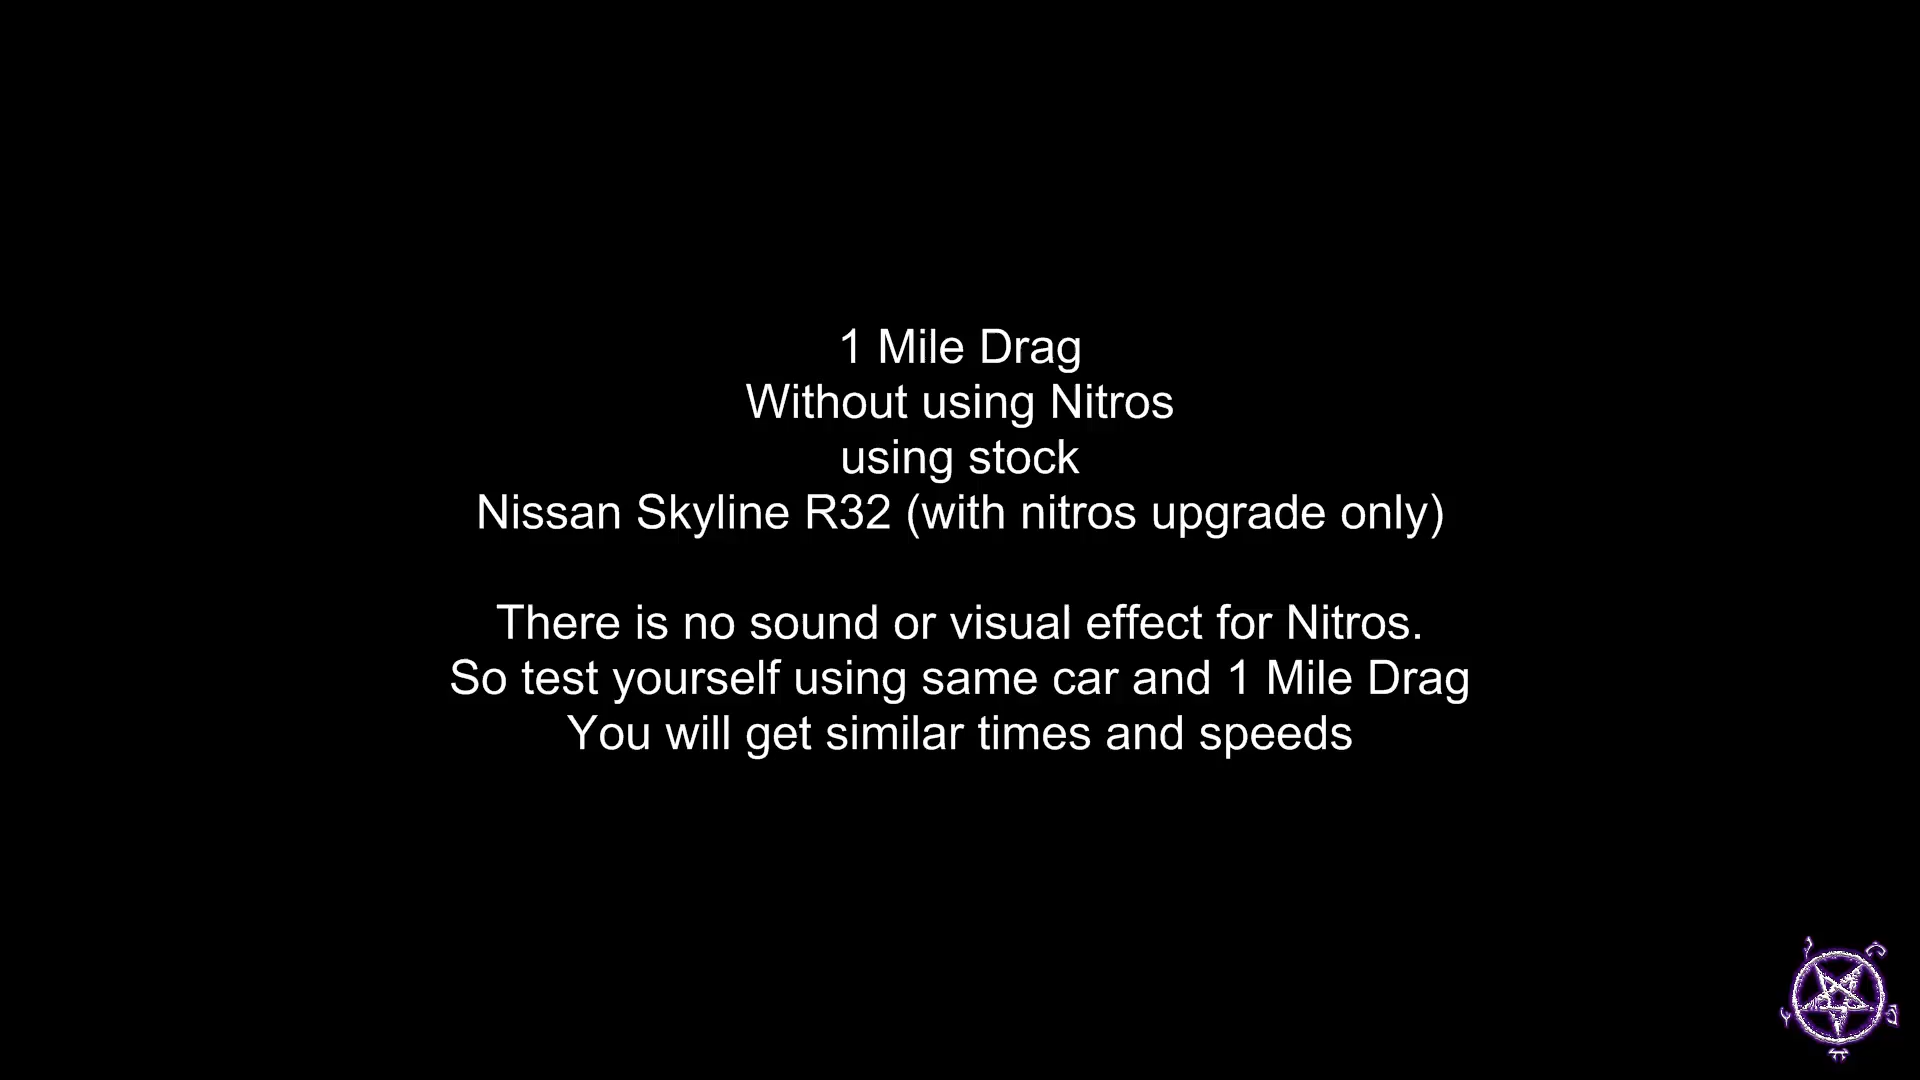 1 Mile Drag
Without using Nitros
using stock
Nissan Skyline R32 (with nitros upgrade only)
There is no sound or visual effect for Nitros.
So test yourself using same car and 1 Mile Drag
You will get similar times and speeds